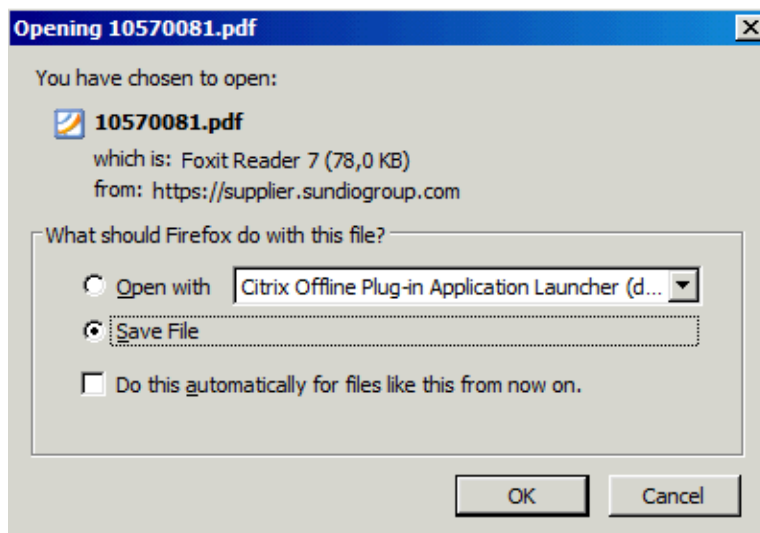 Opening 10570081.pdf
You have chosen to open:
10570081.pdf
which is: Foxit Reader 7 (78,0 KB)
from: https://supplier.sundiogroup.com
What should Firefox do with this file?
Open with Citrix Offline Plug-in Application Launcher (d...
Save File
Do this automatically for files like this from now on.
OK Cancel